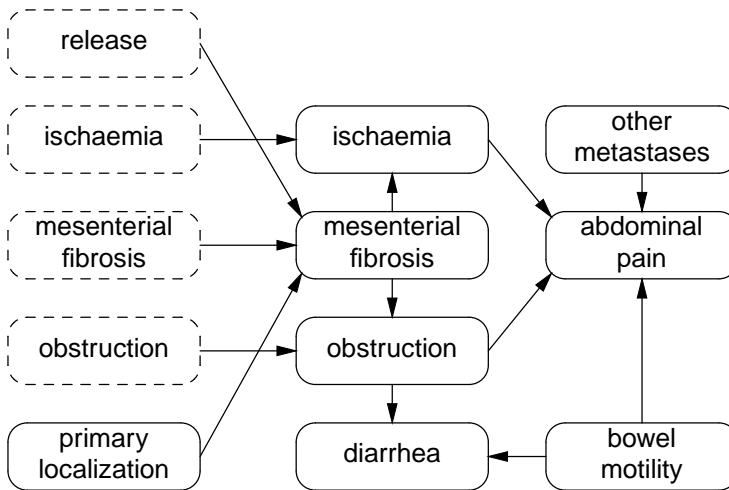 release
ischaemia
ischaemia
other
metastases
mesenterial
fibrosis
mesenterial
fibrosis
abdominal
pain
obstruction
obstruction
primary
localization
diarrhea
bowel
motility